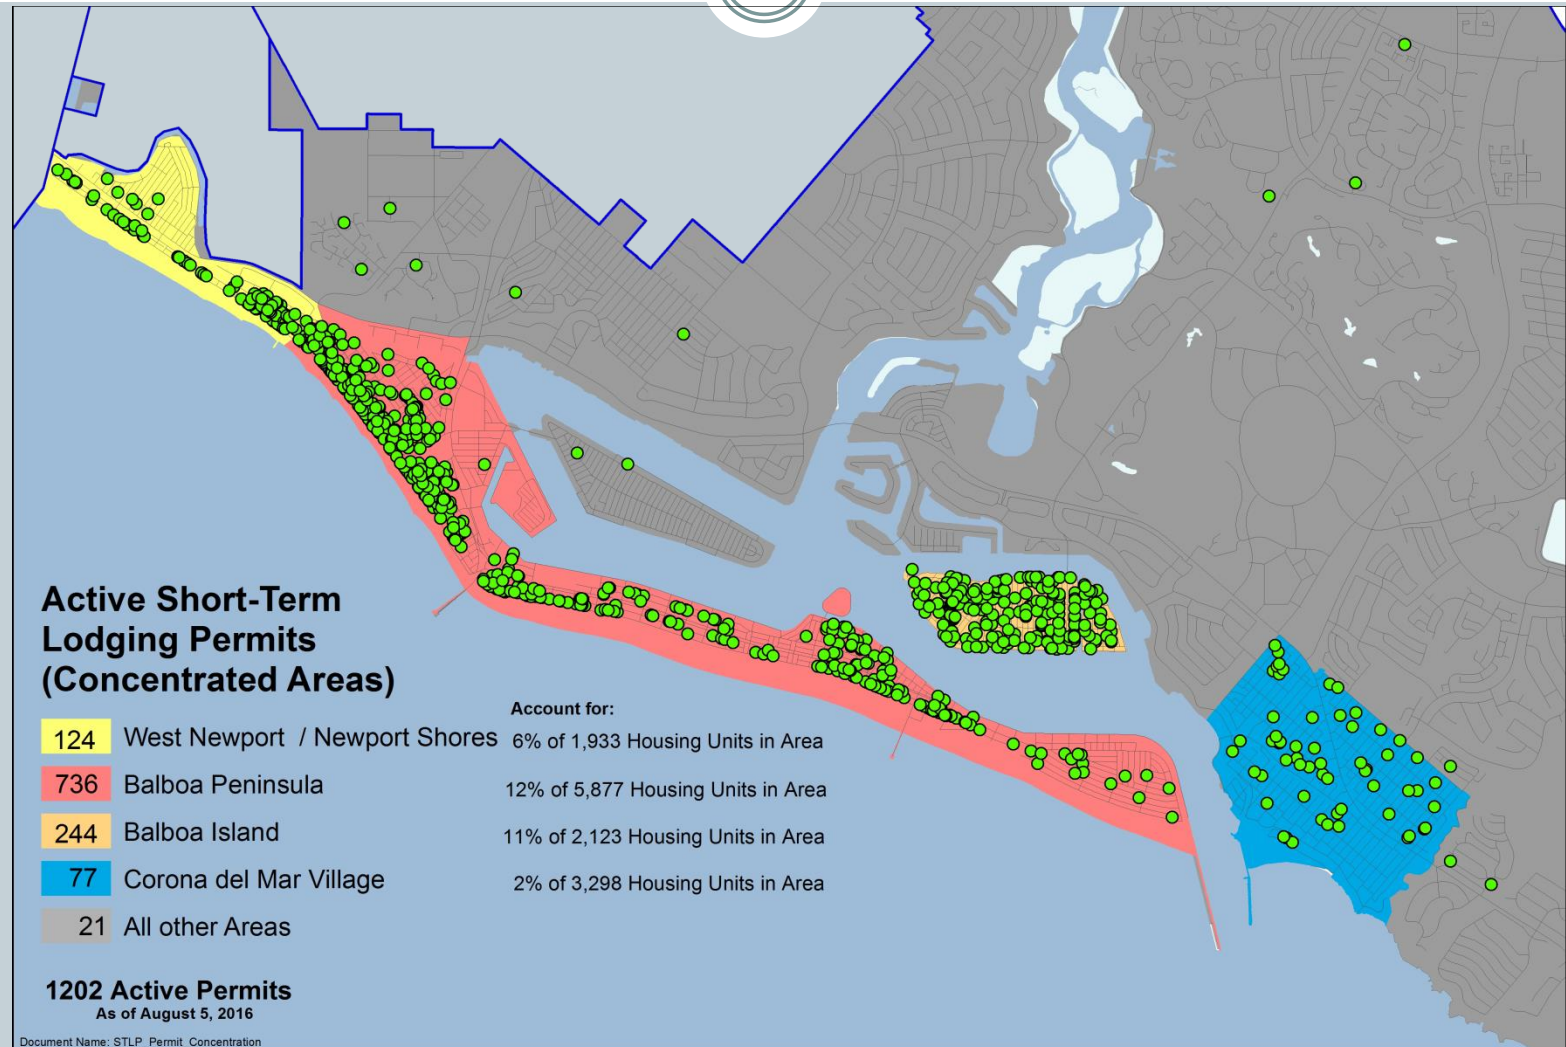 Active Short-Term
Lodging Permits
(Concentrated Areas)
Account for:
124 West Newport / Newport Shores 6% of 1,933 Housing Units in Area
736 Balboa Peninsula 12% of 5,877 Housing Units in Area
244 Balboa Island 11% of 2,123 Housing Units in Area
77 Corona del Mar Village 2% of 3,298 Housing Units in Area
21 All other Areas
1202 Active Permits
As of August 5, 2016
Document Name: STLP_Permit_Concentration